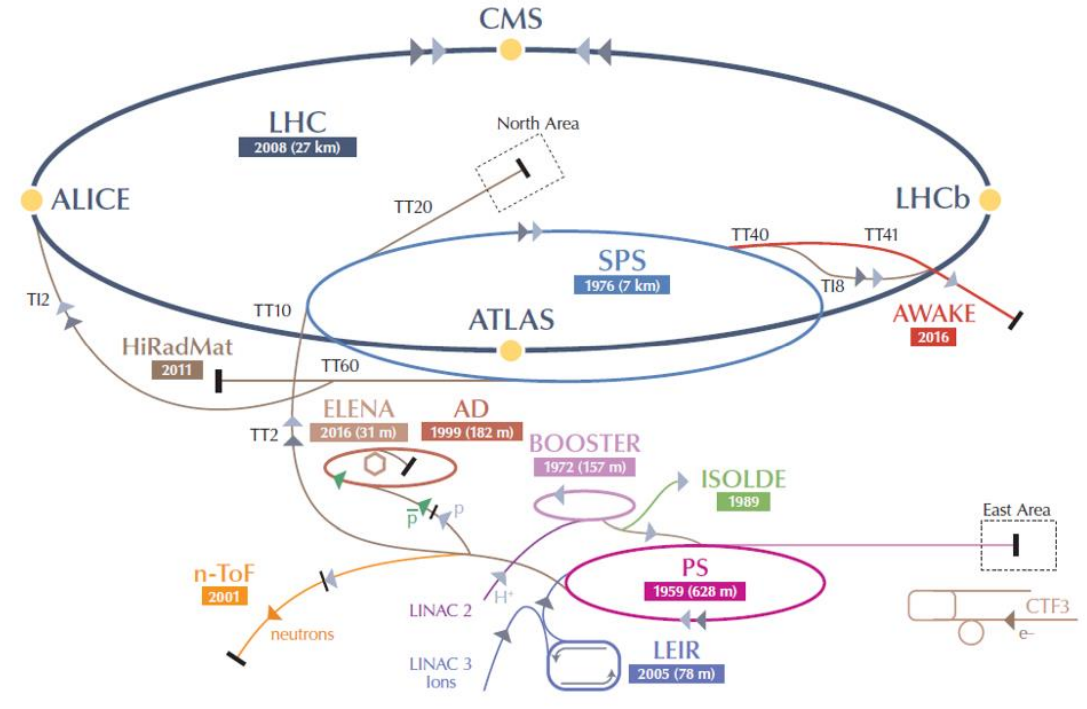 CMS
LHC
2008 (27 km)
North Area
ALICE
LHCb
TT20
TT40
TT41
SPS
1976 (7 km)
TI2
TT10
TI8
ATLAS
AWAKE
2016
HiRadMat
2011
TT60
ELENA
2016 (31 m)
AD
1999 (182 m)
TT2
BOOSTER
1972 (157 m)
ISOLDE
1989
p
p
East Area
n-ToF
2001
PS
1959 (628 m)
H+
LINAC 2
neutrons
CTF3
e–
LEIR
2005 (78 m)
LINAC 3
Ions